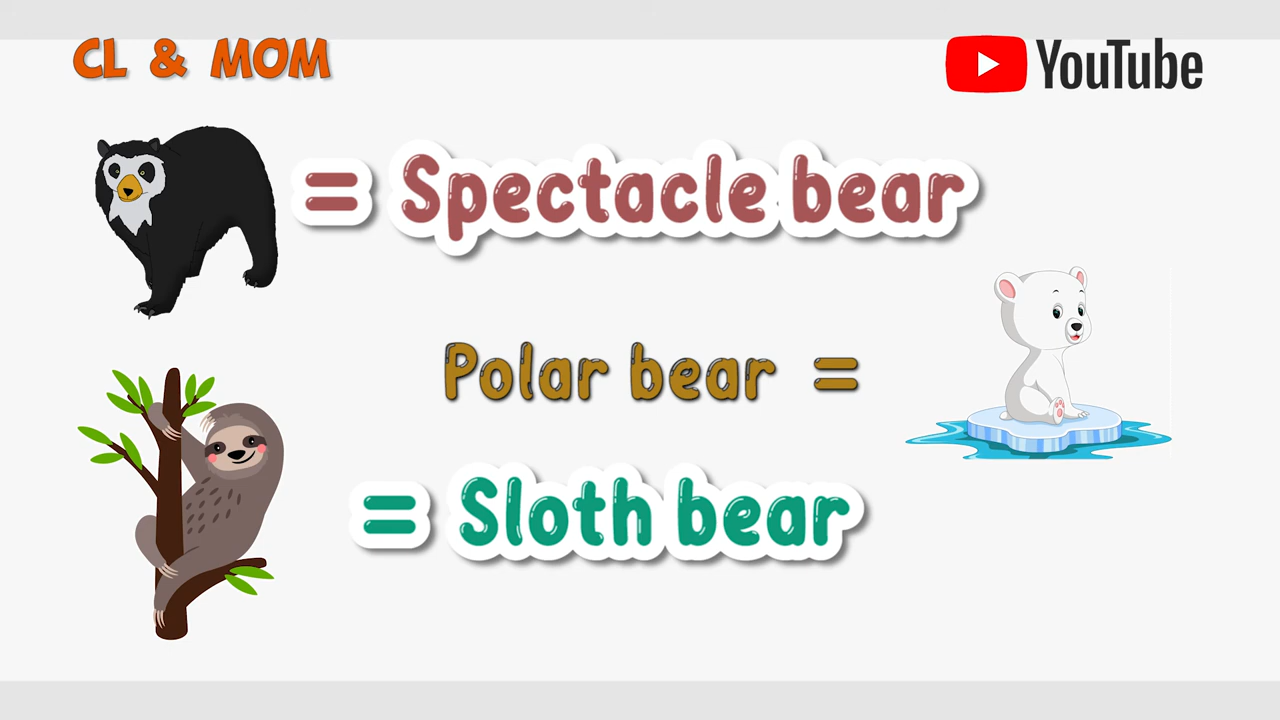 CL & MOM
YouTube
= Spectacle bear
Polar bear =
= Sloth bear